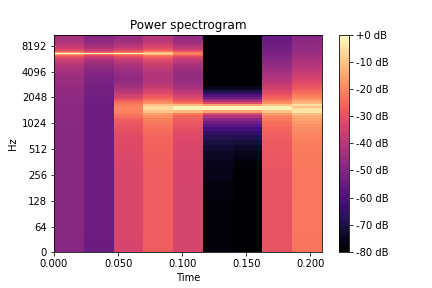 Power spectrogram
8192
4096
2048
1024
512
256
128
64
0
Hz
0.000 0.050 0.100 0.150 0.200
Time
+0 dB
-10 dB
-20 dB
-30 dB
-40 dB
-50 dB
-60 dB
-70 dB
-80 dB